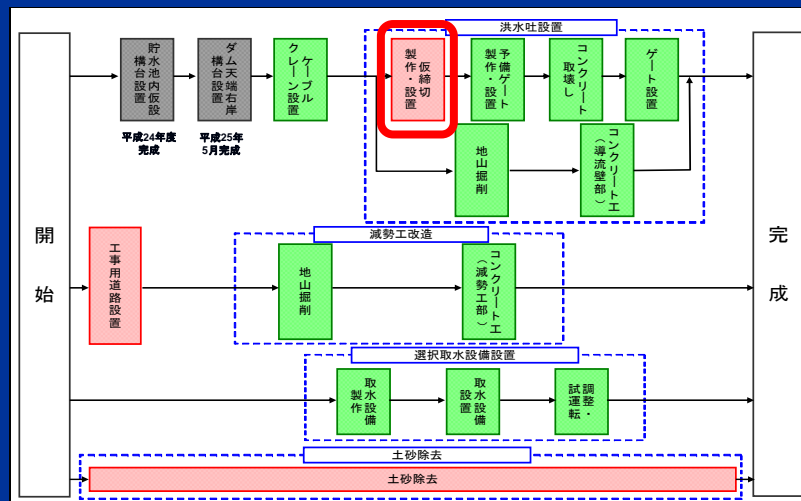 開始
貯水池内仮設
構台設置
平成24年度
完成
ダム天端右岸
構台設置
平成25年
5月完成
ケーブル
クレーン設置
洪水吐設置
仮締切
製作・設置
予備ゲート
製作・設置
コンクリート
取壊し
ゲート設置
地山掘削
コンクリート工
（導流壁部）
工事用道路設置
減勢工改造
地山掘削
コンクリート工
（減勢工部）
選択取水設備設置
取水設備
製作
取水設備
設置
調整・
試運転
土砂除去
土砂除去
完成